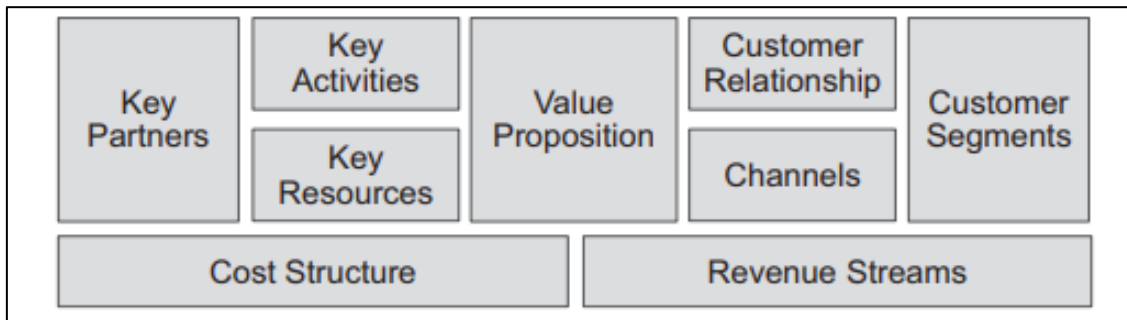 Key
Partners
Key
Activities
Key
Resources
Value
Proposition
Customer
Relationship
Channels
Customer
Segments
Cost Structure
Revenue Streams